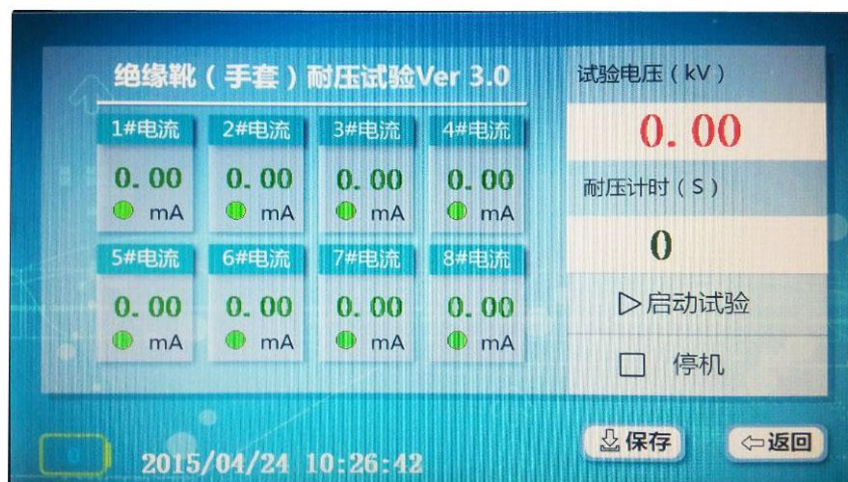 绝缘靴（手套）耐压试验Ver 3.0
1#电流 2#电流 3#电流 4#电流
0.00 0.00 0.00 0.00
mA mA mA mA
5#电流 6#电流 7#电流 8#电流
0.00 0.00 0.00 0.00
mA mA mA mA
试验电压（kV）
0.00
耐压计时（S）
0
启动试验
停机
保存 返回
0
2015/04/24 10:26:42